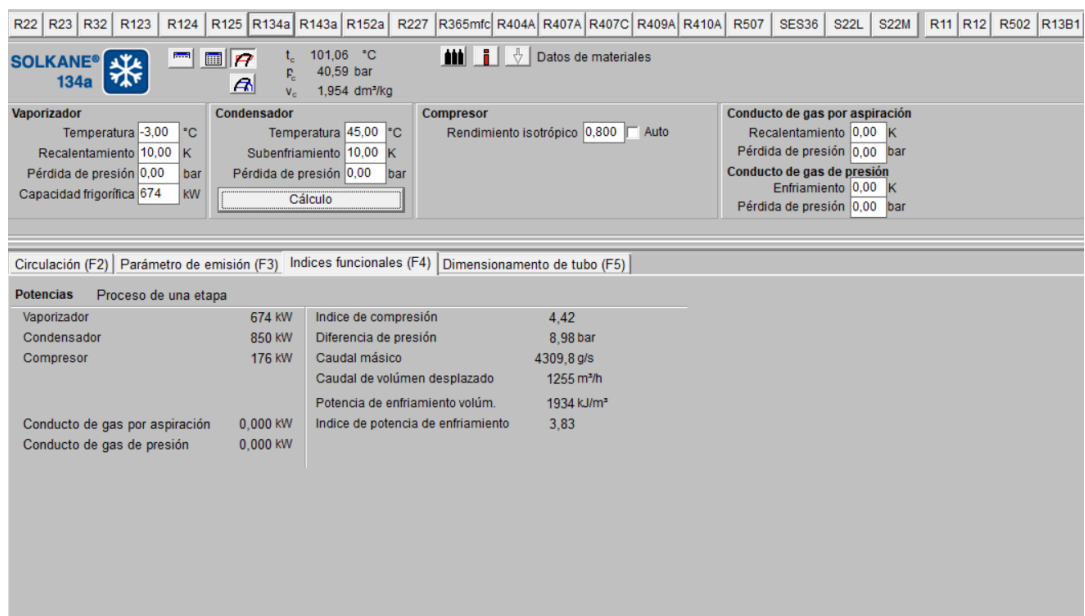 R22 R23 R32 R123 R124 R125 R134a R143a R152a R227 R365mfc R404A R407A R407C R409A R410A R507 SES36 S22L S22M R11 R12 R502 R13B1
SOLKANE®
134a
tc 101,06 °C
pc 40,59 bar
vc 1,954 dm³/kg
Datos de materiales
Vaporizador
Temperatura -3,00 °C
Recalentamiento 10,00 K
Pérdida de presión 0,00 bar
Capacidad frigorífica 674 kW
Condensador
Temperatura 45,00 °C
Subenfriamiento 10,00 K
Pérdida de presión 0,00 bar
Cálculo
Compresor
Rendimiento isotrópico 0,800 Auto
Conducto de gas por aspiración
Recalentamiento 0,00 K
Pérdida de presión 0,00 bar
Conducto de gas de presión
Enfriamiento 0,00 K
Pérdida de presión 0,00 bar
Circulación (F2) Parámetro de emisión (F3) Indices funcionales (F4) Dimensionamento de tubo (F5)
Potencias Proceso de una etapa
Vaporizador 674 kW
Condensador 850 kW
Compresor 176 kW
Conducto de gas por aspiración 0,000 kW
Conducto de gas de presión 0,000 kW
Indice de compresión 4,42
Diferencia de presión 8,98 bar
Caudal másico 4309,8 g/s
Caudal de volúmen desplazado 1255 m³/h
Potencia de enfriamiento volúm. 1934 kJ/m³
Indice de potencia de enfriamiento 3,83